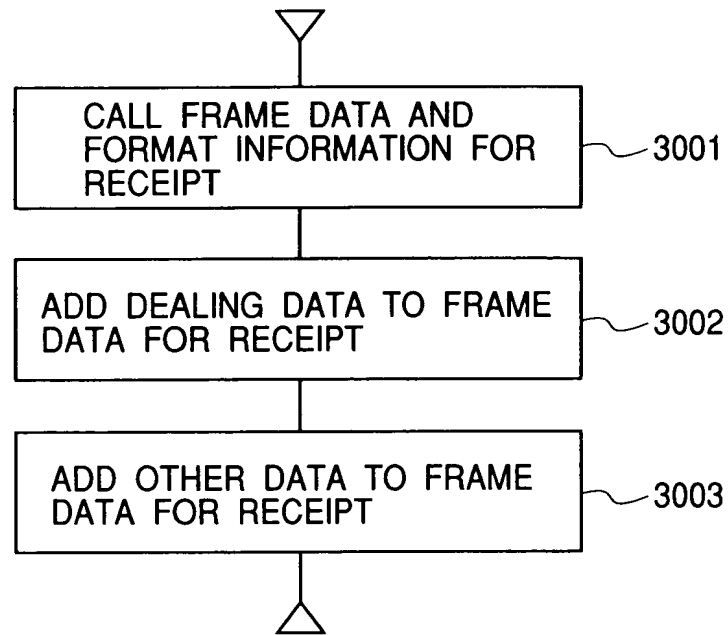 CALL FRAME DATA AND
FORMAT INFORMATION FOR
RECEIPT
3001
ADD DEALING DATA TO FRAME
DATA FOR RECEIPT
3002
ADD OTHER DATA TO FRAME
DATA FOR RECEIPT
3003